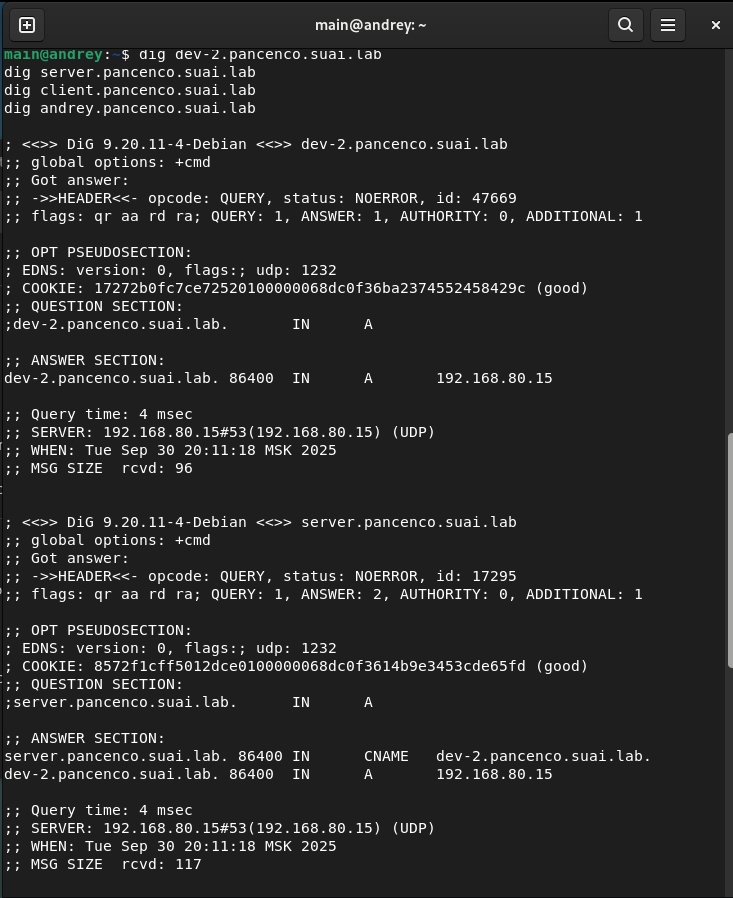 main@andrey: ~
main@andrey:~$ dig dev-2.pancenco.suai.lab
dig server.pancenco.suai.lab
dig client.pancenco.suai.lab
dig andrey.pancenco.suai.lab

; <<>> DiG 9.20.11-4-Debian <<>> dev-2.pancenco.suai.lab
;; global options: +cmd
;; Got answer:
;; ->>HEADER<<- opcode: QUERY, status: NOERROR, id: 47669
;; flags: qr aa rd ra; QUERY: 1, ANSWER: 1, AUTHORITY: 0, ADDITIONAL: 1

;; OPT PSEUDOSECTION:
; EDNS: version: 0, flags:; udp: 1232
; COOKIE: 17272b0fc7ce72520100000068dc0f36ba2374552458429c (good)
;; QUESTION SECTION:
;dev-2.pancenco.suai.lab.       IN      A

;; ANSWER SECTION:
dev-2.pancenco.suai.lab. 86400  IN      A       192.168.80.15

;; Query time: 4 msec
;; SERVER: 192.168.80.15#53(192.168.80.15) (UDP)
;; WHEN: Tue Sep 30 20:11:18 MSK 2025
;; MSG SIZE  rcvd: 96


; <<>> DiG 9.20.11-4-Debian <<>> server.pancenco.suai.lab
;; global options: +cmd
;; Got answer:
;; ->>HEADER<<- opcode: QUERY, status: NOERROR, id: 17295
;; flags: qr aa rd ra; QUERY: 1, ANSWER: 2, AUTHORITY: 0, ADDITIONAL: 1

;; OPT PSEUDOSECTION:
; EDNS: version: 0, flags:; udp: 1232
; COOKIE: 8572f1cff5012dce0100000068dc0f3614b9e3453cde65fd (good)
;; QUESTION SECTION:
;server.pancenco.suai.lab.      IN      A

;; ANSWER SECTION:
server.pancenco.suai.lab. 86400 IN      CNAME   dev-2.pancenco.suai.lab.
dev-2.pancenco.suai.lab. 86400  IN      A       192.168.80.15

;; Query time: 4 msec
;; SERVER: 192.168.80.15#53(192.168.80.15) (UDP)
;; WHEN: Tue Sep 30 20:11:18 MSK 2025
;; MSG SIZE  rcvd: 117